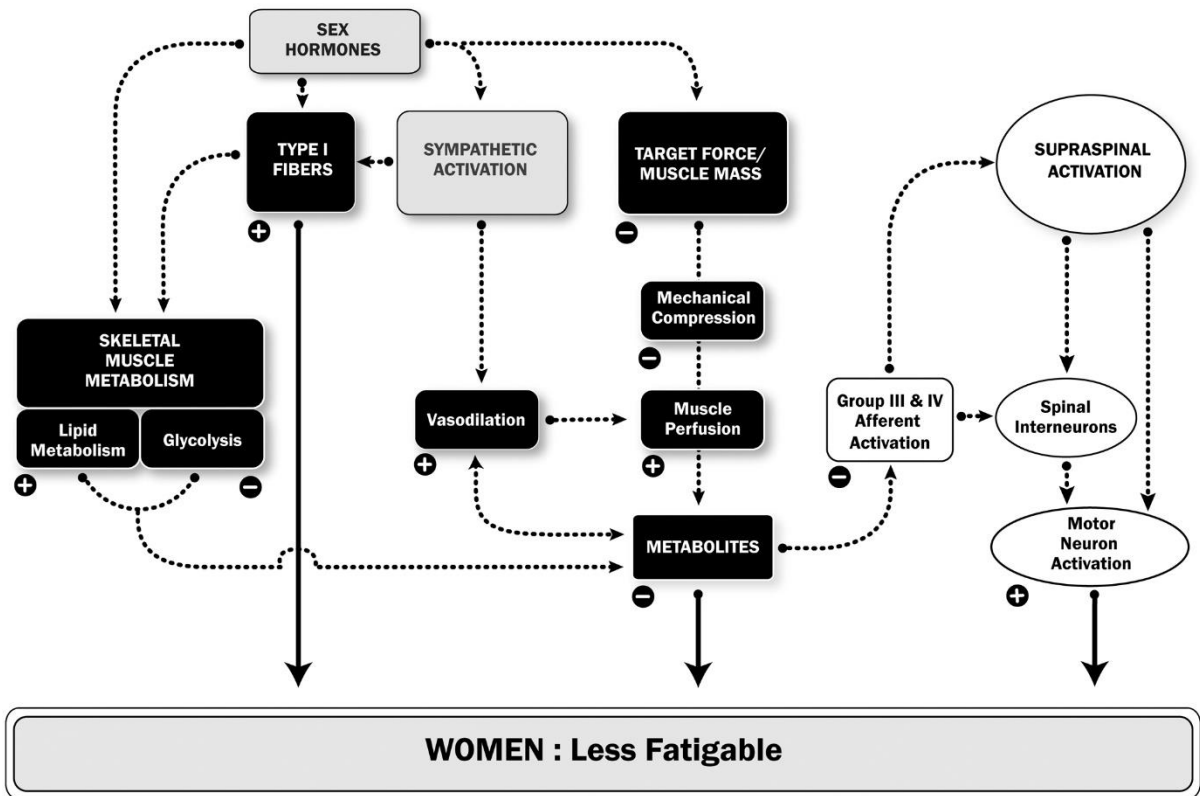 SEX
HORMONES
TYPE I
FIBERS
SYMPATHETIC
ACTIVATION
TARGET FORCE/
MUSCLE MASS
SUPRASPINAL
ACTIVATION
+
−
Mechanical
Compression
−
SKELETAL
MUSCLE
METABOLISM
Lipid
Metabolism
Glycolysis
+
−
Vasodilation
+
Muscle
Perfusion
+
Group III & IV
Afferent
Activation
−
Spinal
Interneurons
METABOLITES
−
Motor
Neuron
Activation
+
WOMEN : Less Fatigable